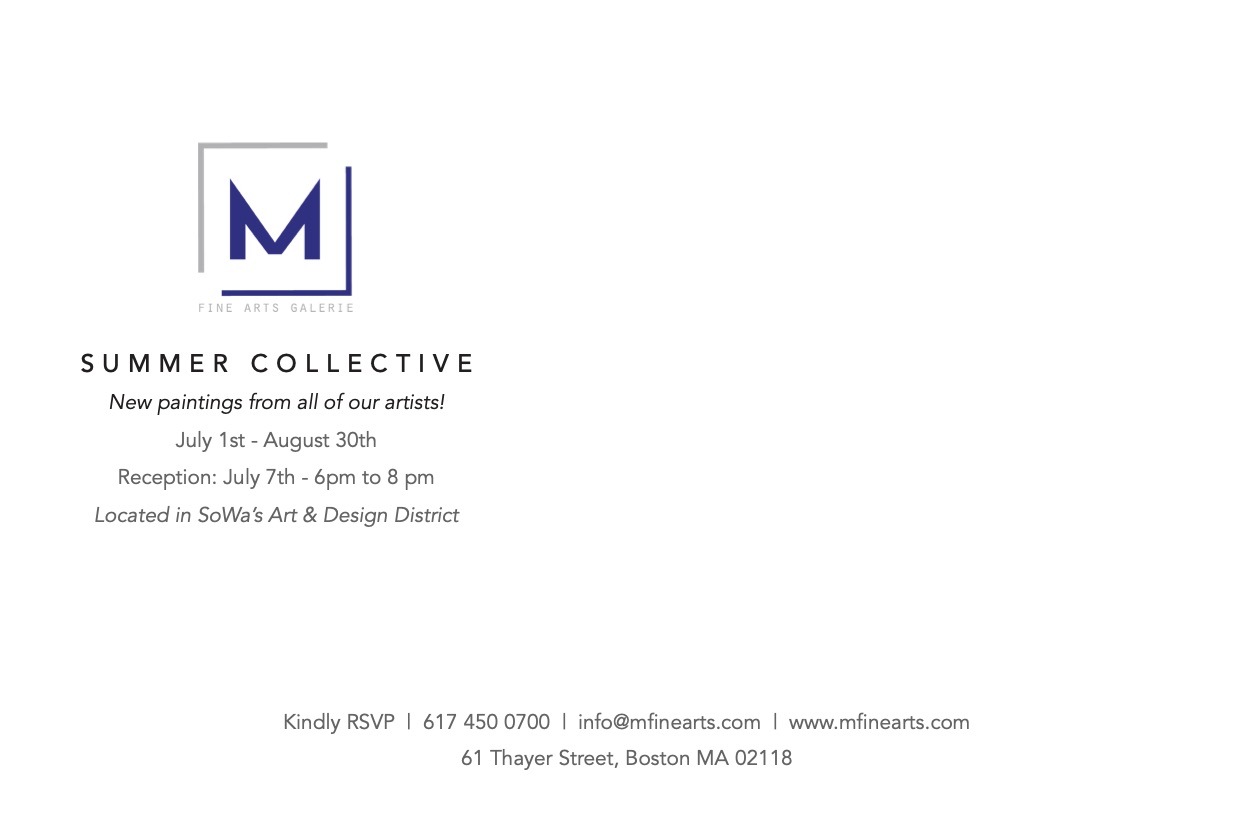 M
FINE ARTS GALERIE
SUMMER COLLECTIVE
New paintings from all of our artists!
July 1st - August 30th
Reception: July 7th - 6pm to 8 pm
Located in SoWa’s Art & Design District
Kindly RSVP | 617 450 0700 | info@mfinearts.com | www.mfinearts.com
61 Thayer Street, Boston MA 02118